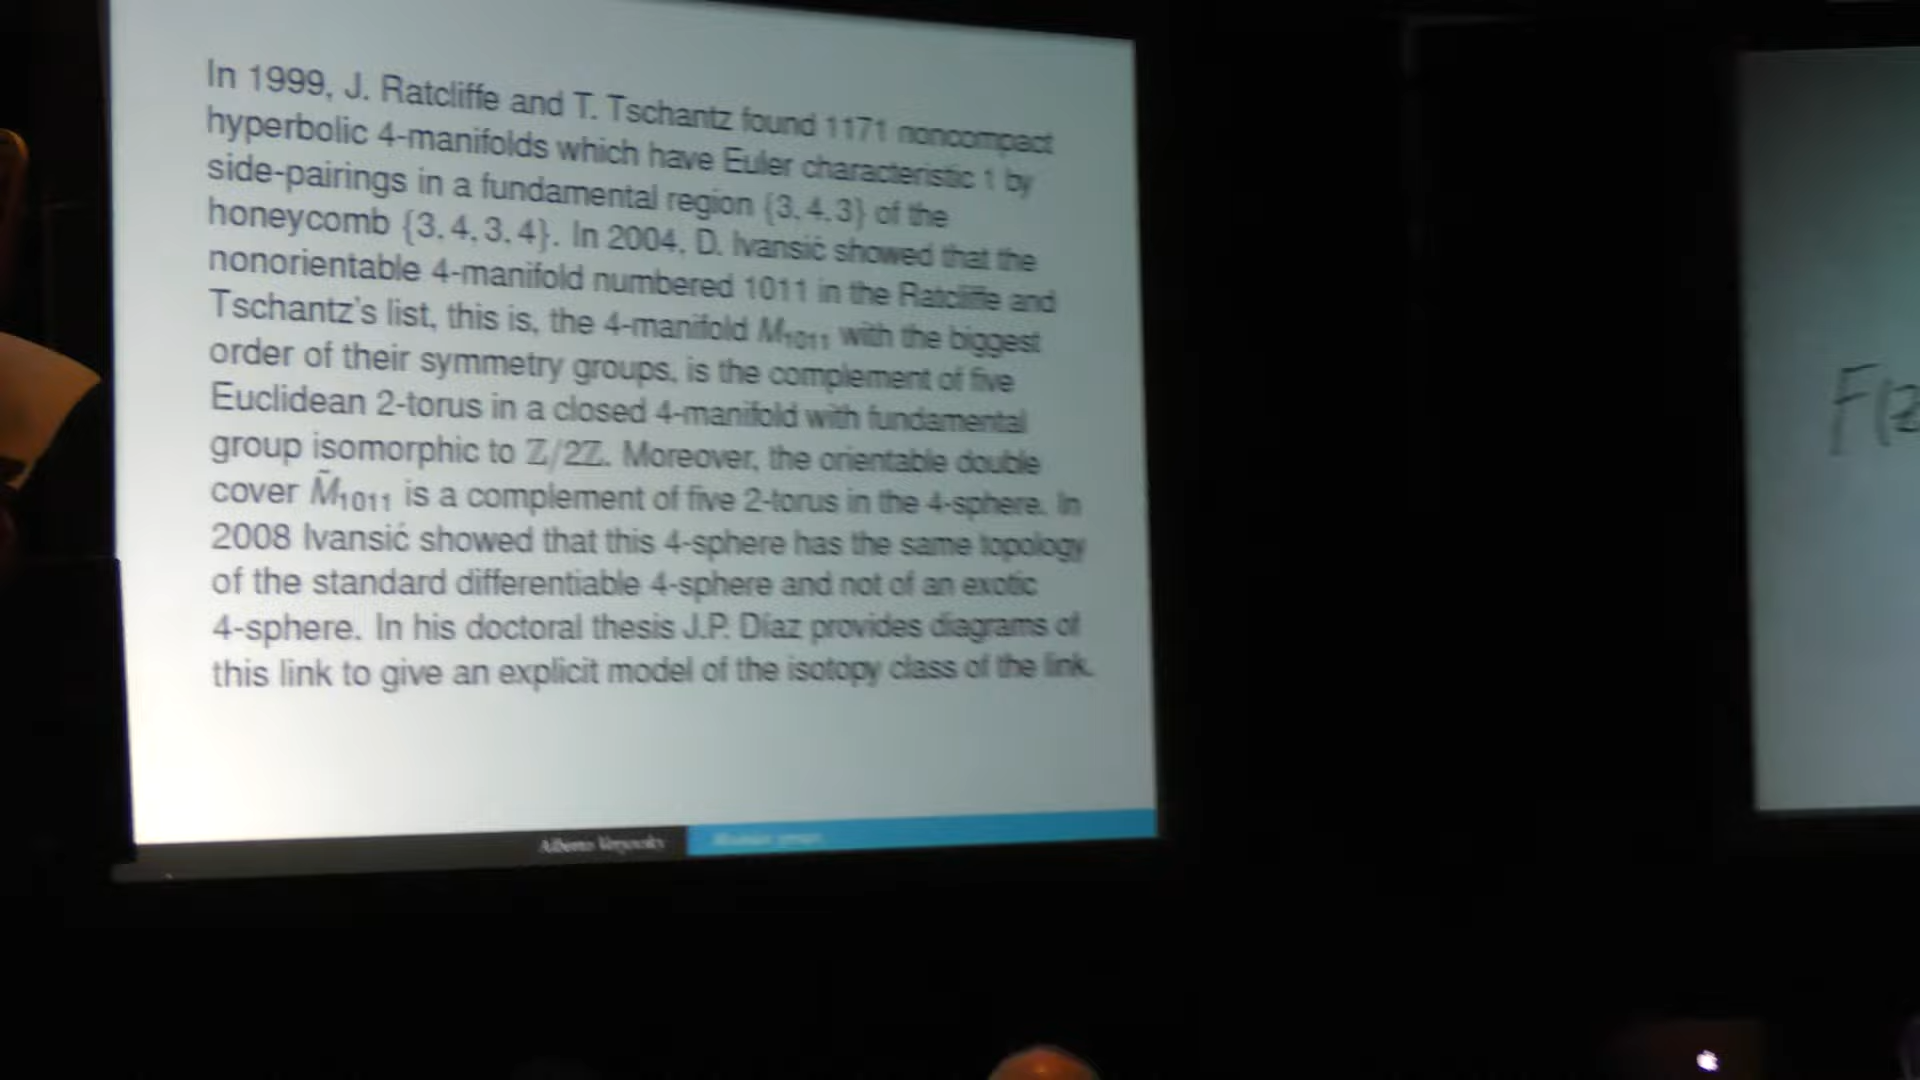 In 1999, J. Ratcliffe and T. Tschantz found 1171 noncompact
hyperbolic 4-manifolds which have Euler characteristic 1 by
side-pairings in a fundamental region {3, 4, 3} of the
honeycomb {3, 4, 3, 4}. In 2004, D. Ivansić showed that the
nonorientable 4-manifold numbered 1011 in the Ratcliffe and
Tschantz's list, this is, the 4-manifold M₁₀₁₁ with the biggest
order of their symmetry groups, is the complement of five
Euclidean 2-torus in a closed 4-manifold with fundamental
group isomorphic to ℤ/2ℤ. Moreover, the orientable double
cover M̃₁₀₁₁ is a complement of five 2-torus in the 4-sphere. In
2008 Ivansić showed that this 4-sphere has the same topology
of the standard differentiable 4-sphere and not of an exotic
4-sphere. In his doctoral thesis J.P. Díaz provides diagrams of
this link to give an explicit model of the isotopy class of the link.
Alberto Verjovsky
F(